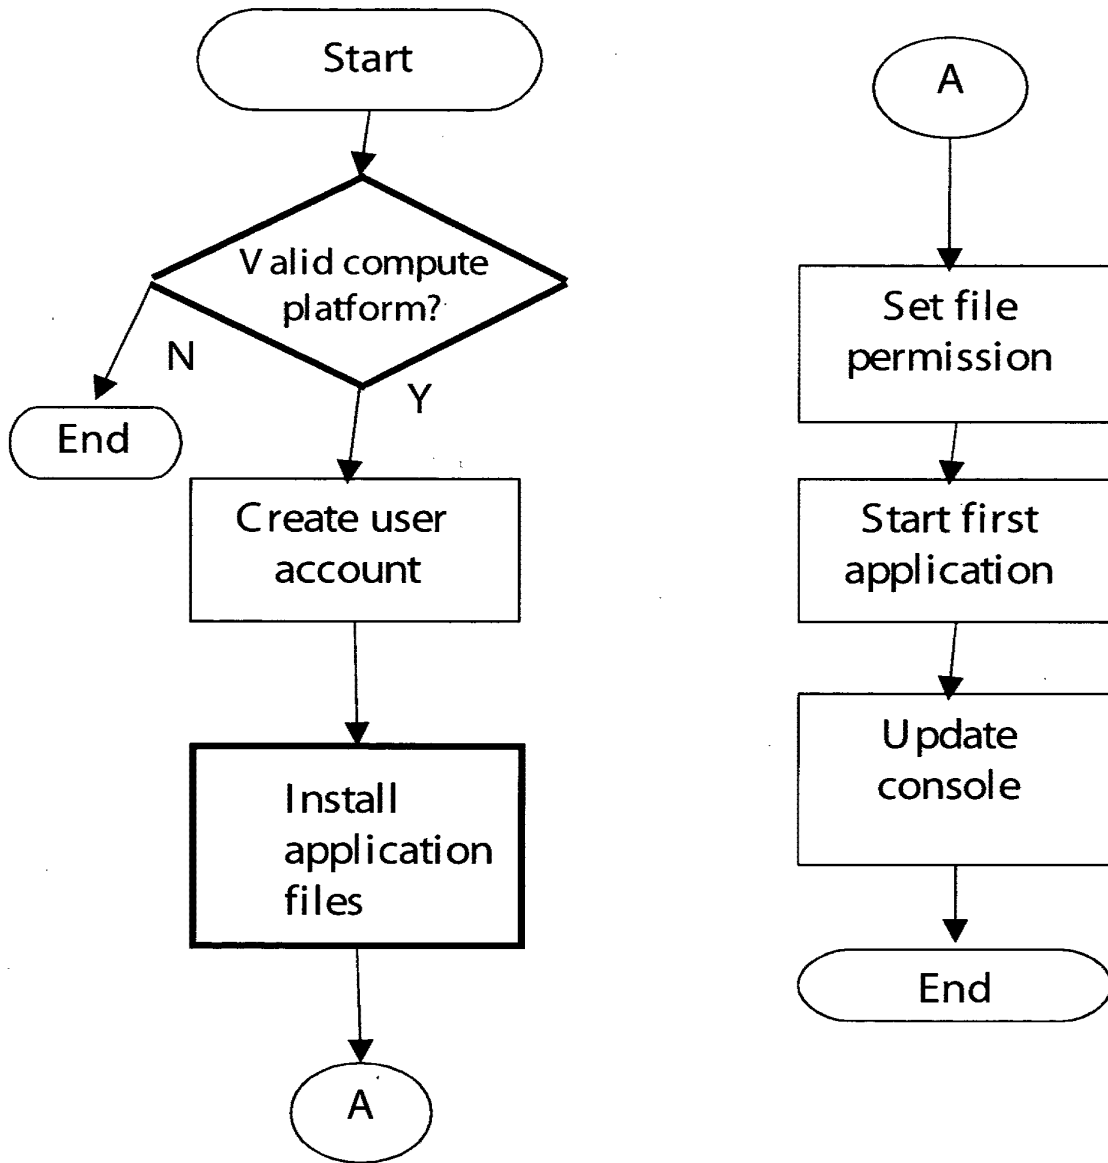 Start
Valid compute
platform?
N
Y
End
Create user
account
Install
application
files
A
A
Set file
permission
Start first
application
Update
console
End